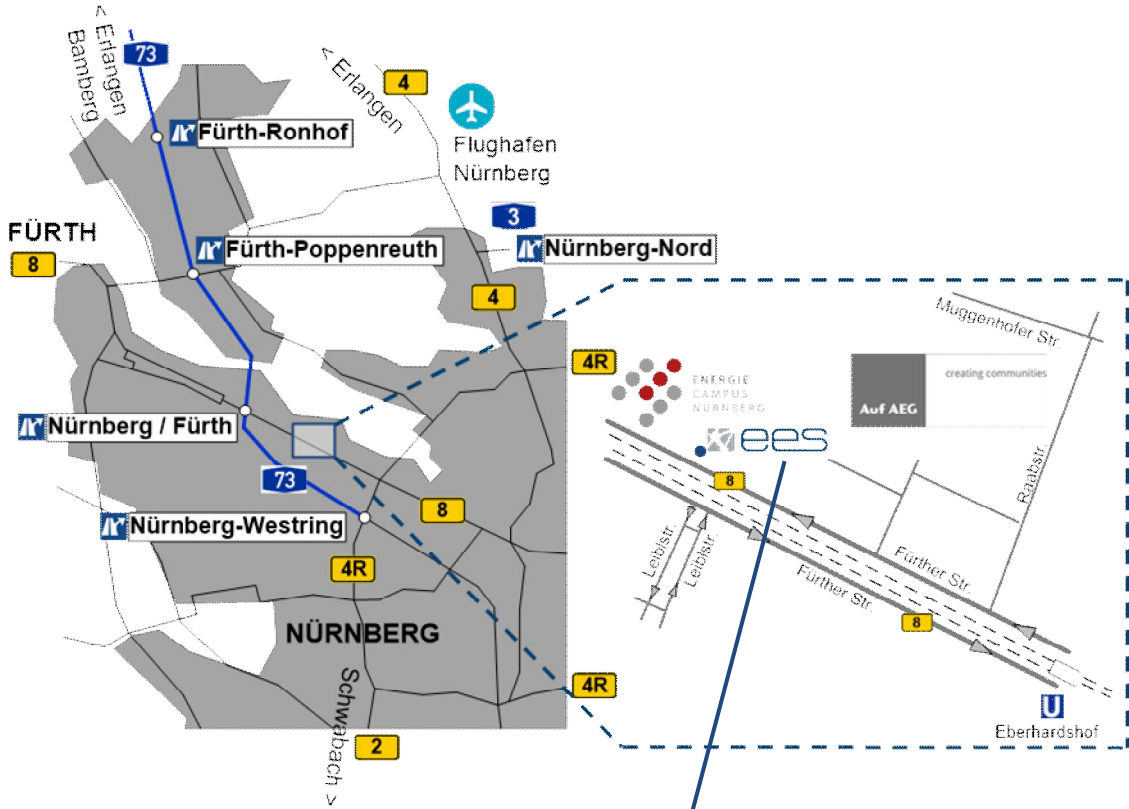 < Erlangen
Bamberg
73
< Erlangen
4
Flughafen
Nürnberg
Fürth-Ronhof
FÜRTH
8
Fürth-Poppenreuth
3
Nürnberg-Nord
4
4R
Nürnberg / Fürth
73
8
Nürnberg-Westring
4R
NÜRNBERG
Schwabach >
4R
2
Muggenhofer Str.
ENERGIE
CAMPUS
NÜRNBERG
creating communities
Auf AEG
ees
8
Raabstr.
Leiblstr.
Leiblstr.
Fürther Str.
Fürther Str.
8
U
Eberhardshof